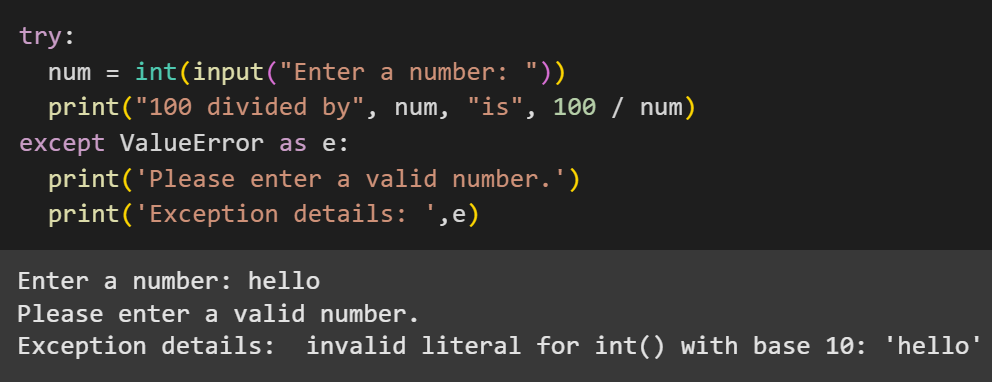 try:
  num = int(input("Enter a number: "))
  print("100 divided by", num, "is", 100 / num)
except ValueError as e:
  print('Please enter a valid number.')
  print('Exception details: ',e)
Enter a number: hello
Please enter a valid number.
Exception details:  invalid literal for int() with base 10: 'hello'